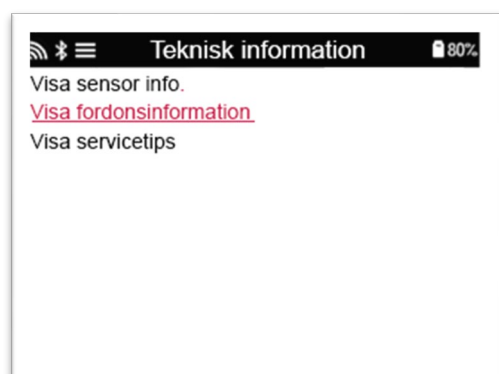 Teknisk information 80%
Visa sensor info.
Visa fordonsinformation
Visa servicetips